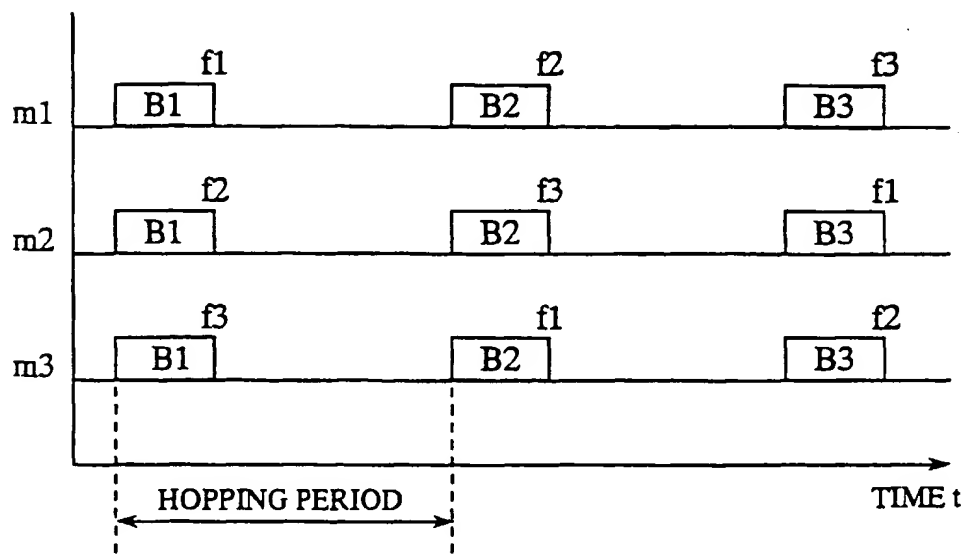 f1 f2 f3
m1 B1 B2 B3
f2 f3 f1
m2 B1 B2 B3
f3 f1 f2
m3 B1 B2 B3
HOPPING PERIOD
TIME t